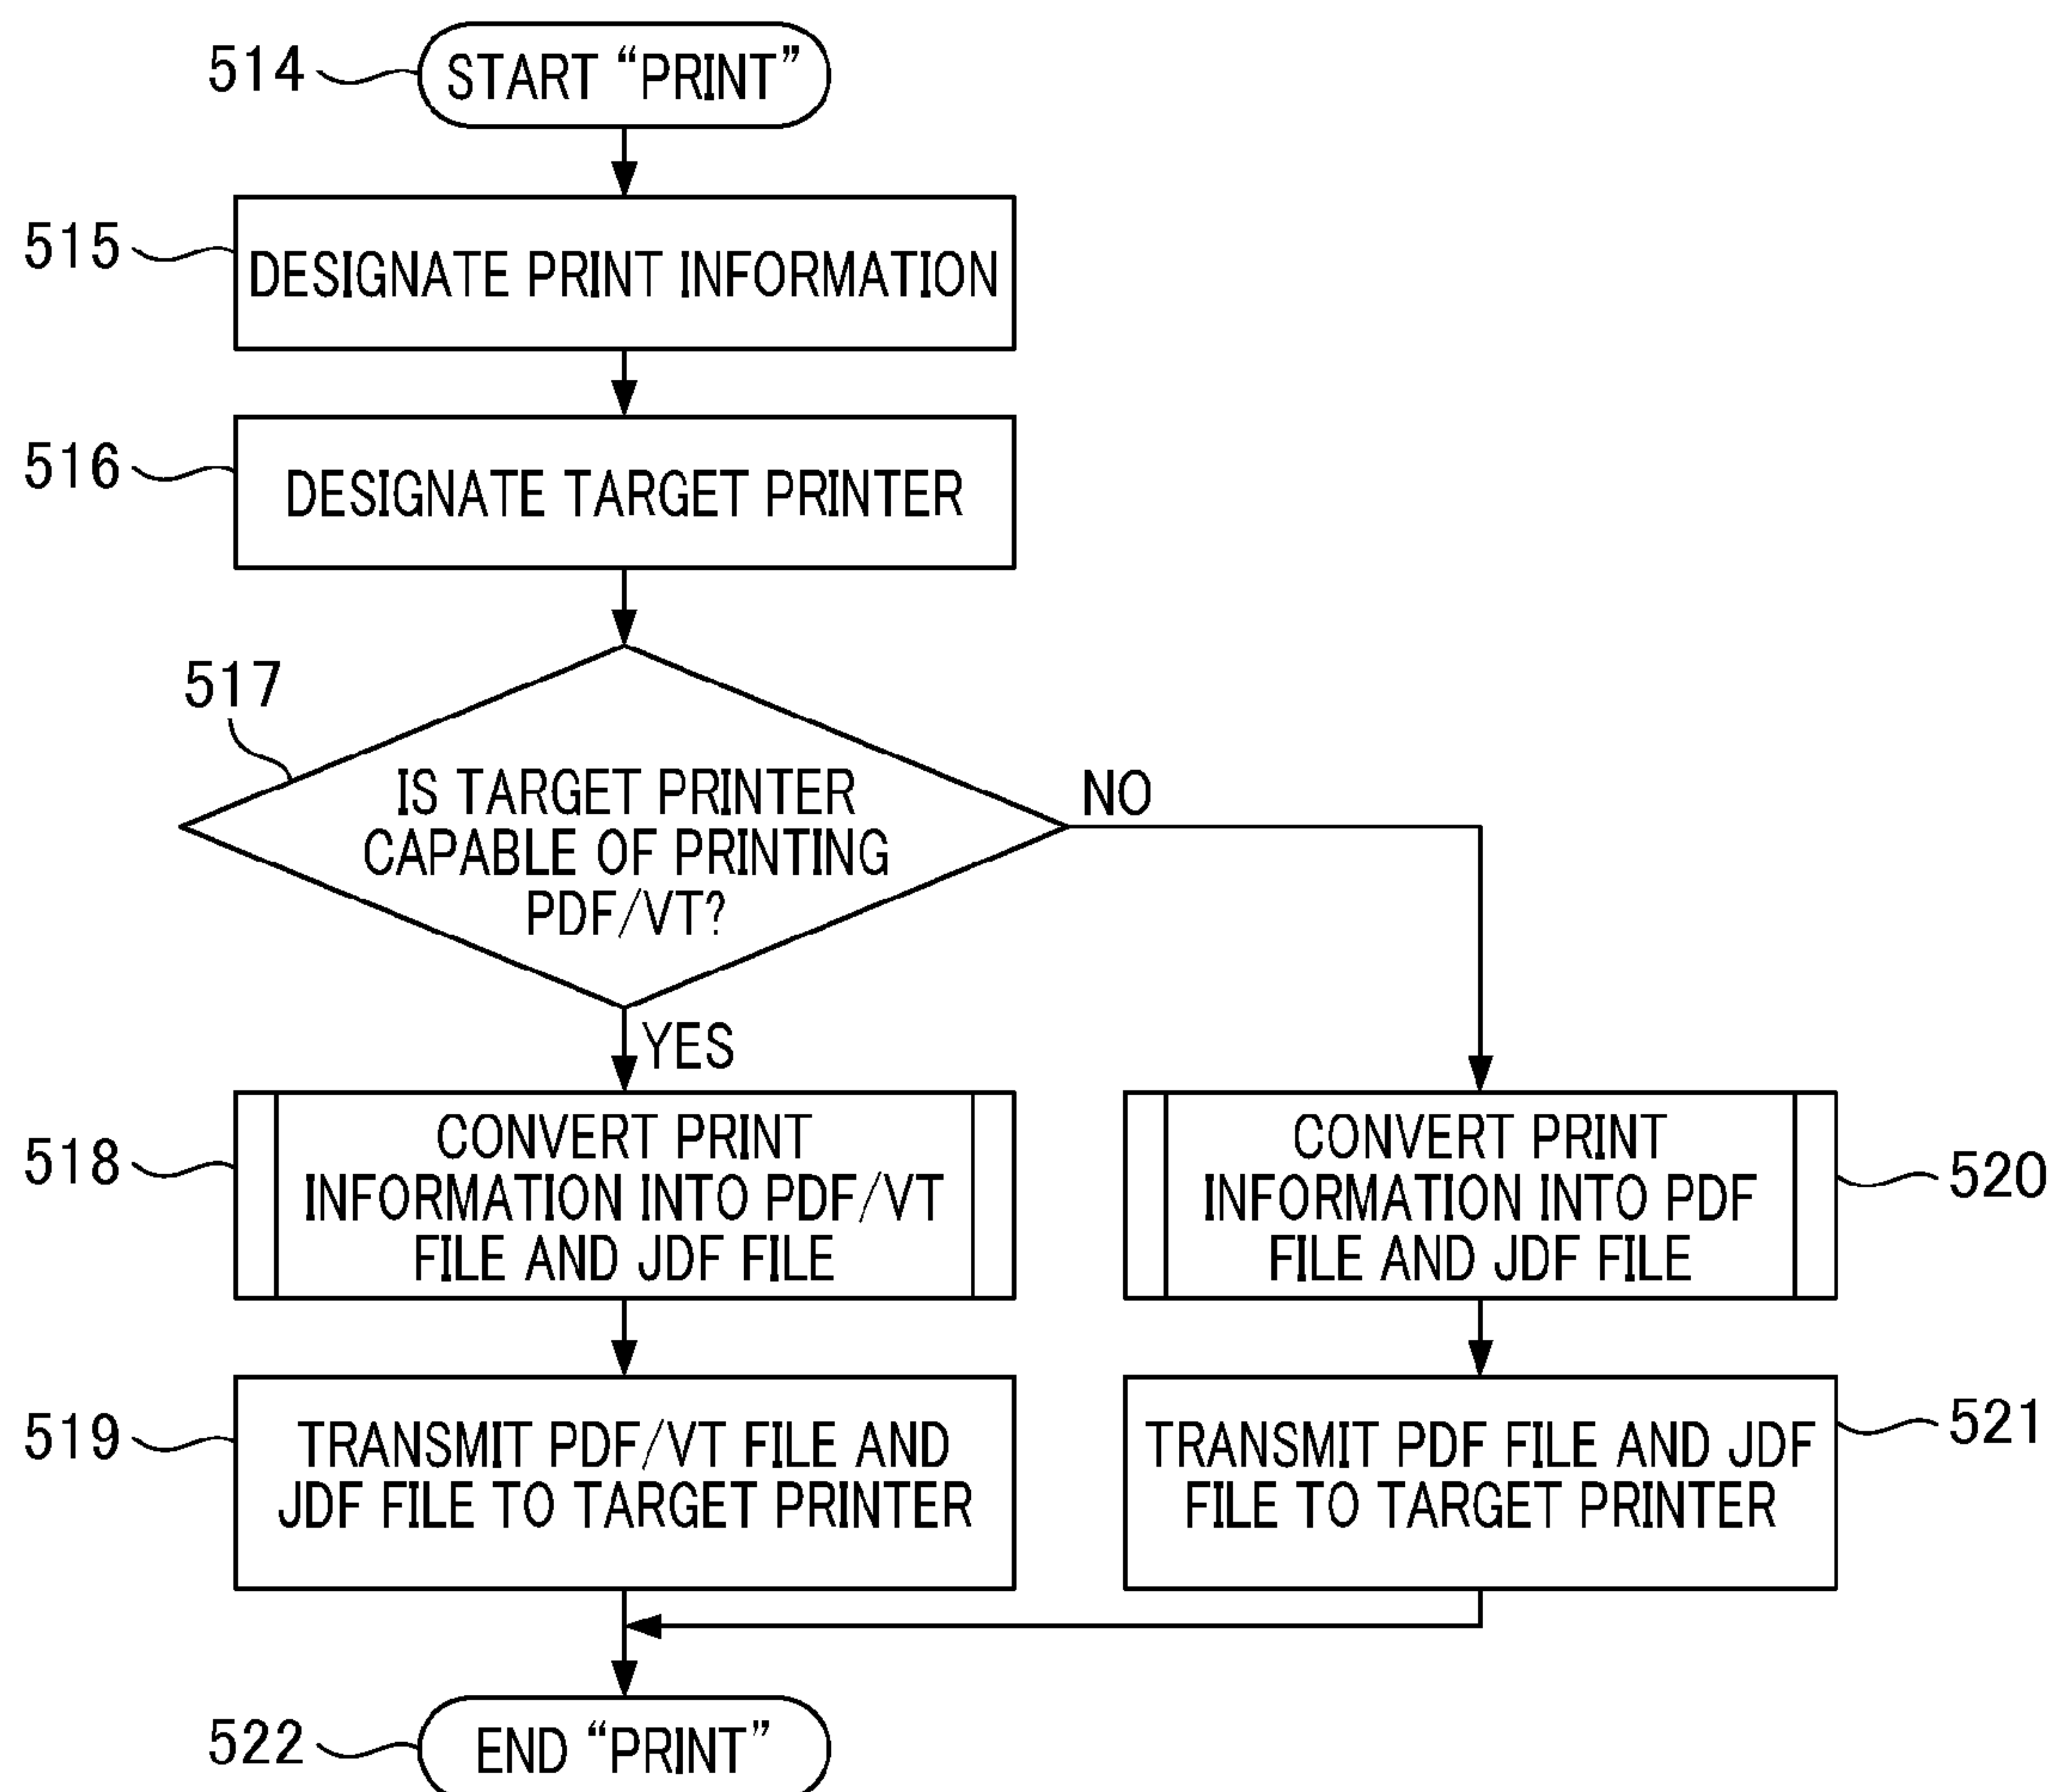 514
START “PRINT”
515
DESIGNATE PRINT INFORMATION
516
DESIGNATE TARGET PRINTER
517
IS TARGET PRINTER
CAPABLE OF PRINTING
PDF/VT?
NO
YES
518
CONVERT PRINT
INFORMATION INTO PDF/VT
FILE AND JDF FILE
CONVERT PRINT
INFORMATION INTO PDF
FILE AND JDF FILE
520
519
TRANSMIT PDF/VT FILE AND
JDF FILE TO TARGET PRINTER
TRANSMIT PDF FILE AND JDF
FILE TO TARGET PRINTER
521
522
END “PRINT”